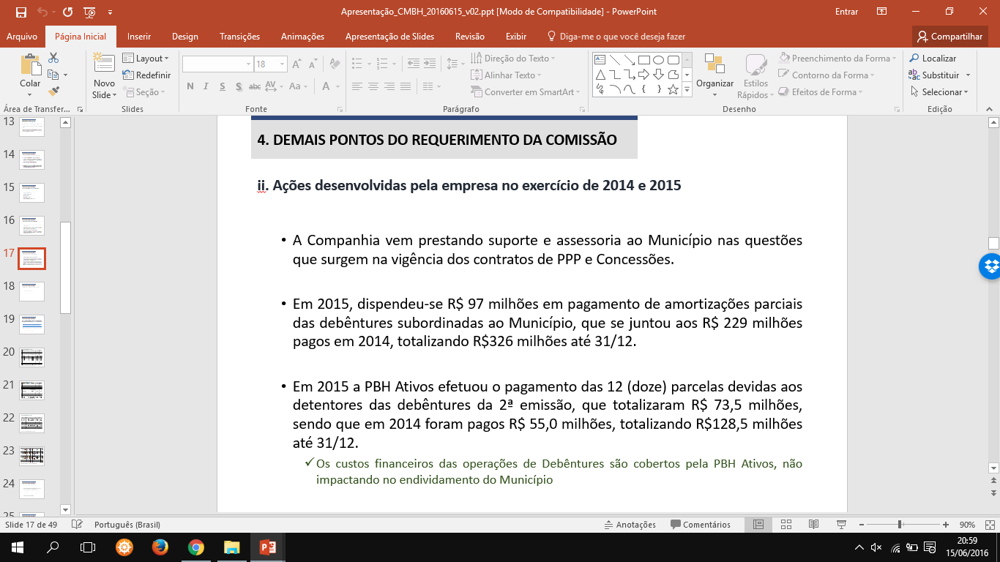 Apresentação_CMBH_20160615_v02.ppt [Modo de Compatibilidade] - PowerPoint
Entrar
Arquivo
Página Inicial
Inserir
Design
Transições
Animações
Apresentação de Slides
Revisão
Exibir
Diga-me o que você deseja fazer
Compartilhar
Colar
Área de Transfer...
Novo
Slide
Layout
Redefinir
Seção
Slides
18
N I S S abc AV Aa A
Fonte
Parágrafo
Direção do Texto
Alinhar Texto
Converter em SmartArt
Organizar
Estilos
Rápidos
Preenchimento da Forma
Contorno da Forma
Efeitos de Forma
Desenho
Localizar
Substituir
Selecionar
Edição
13
14
15
16
17
18
19
20
21
22
23
24
25
4. DEMAIS PONTOS DO REQUERIMENTO DA COMISSÃO
ii. Ações desenvolvidas pela empresa no exercício de 2014 e 2015
• A Companhia vem prestando suporte e assessoria ao Município nas questões
que surgem na vigência dos contratos de PPP e Concessões.
• Em 2015, dispendeu-se R$ 97 milhões em pagamento de amortizações parciais
das debêntures subordinadas ao Município, que se juntou aos R$ 229 milhões
pagos em 2014, totalizando R$326 milhões até 31/12.
• Em 2015 a PBH Ativos efetuou o pagamento das 12 (doze) parcelas devidas aos
detentores das debêntures da 2ª emissão, que totalizaram R$ 73,5 milhões,
sendo que em 2014 foram pagos R$ 55,0 milhões, totalizando R$128,5 milhões
até 31/12.
✓ Os custos financeiros das operações de Debêntures são cobertos pela PBH Ativos, não
impactando no endividamento do Município
Slide 17 de 49
Português (Brasil)
Anotações
Comentários
90%
20:59
15/06/2016